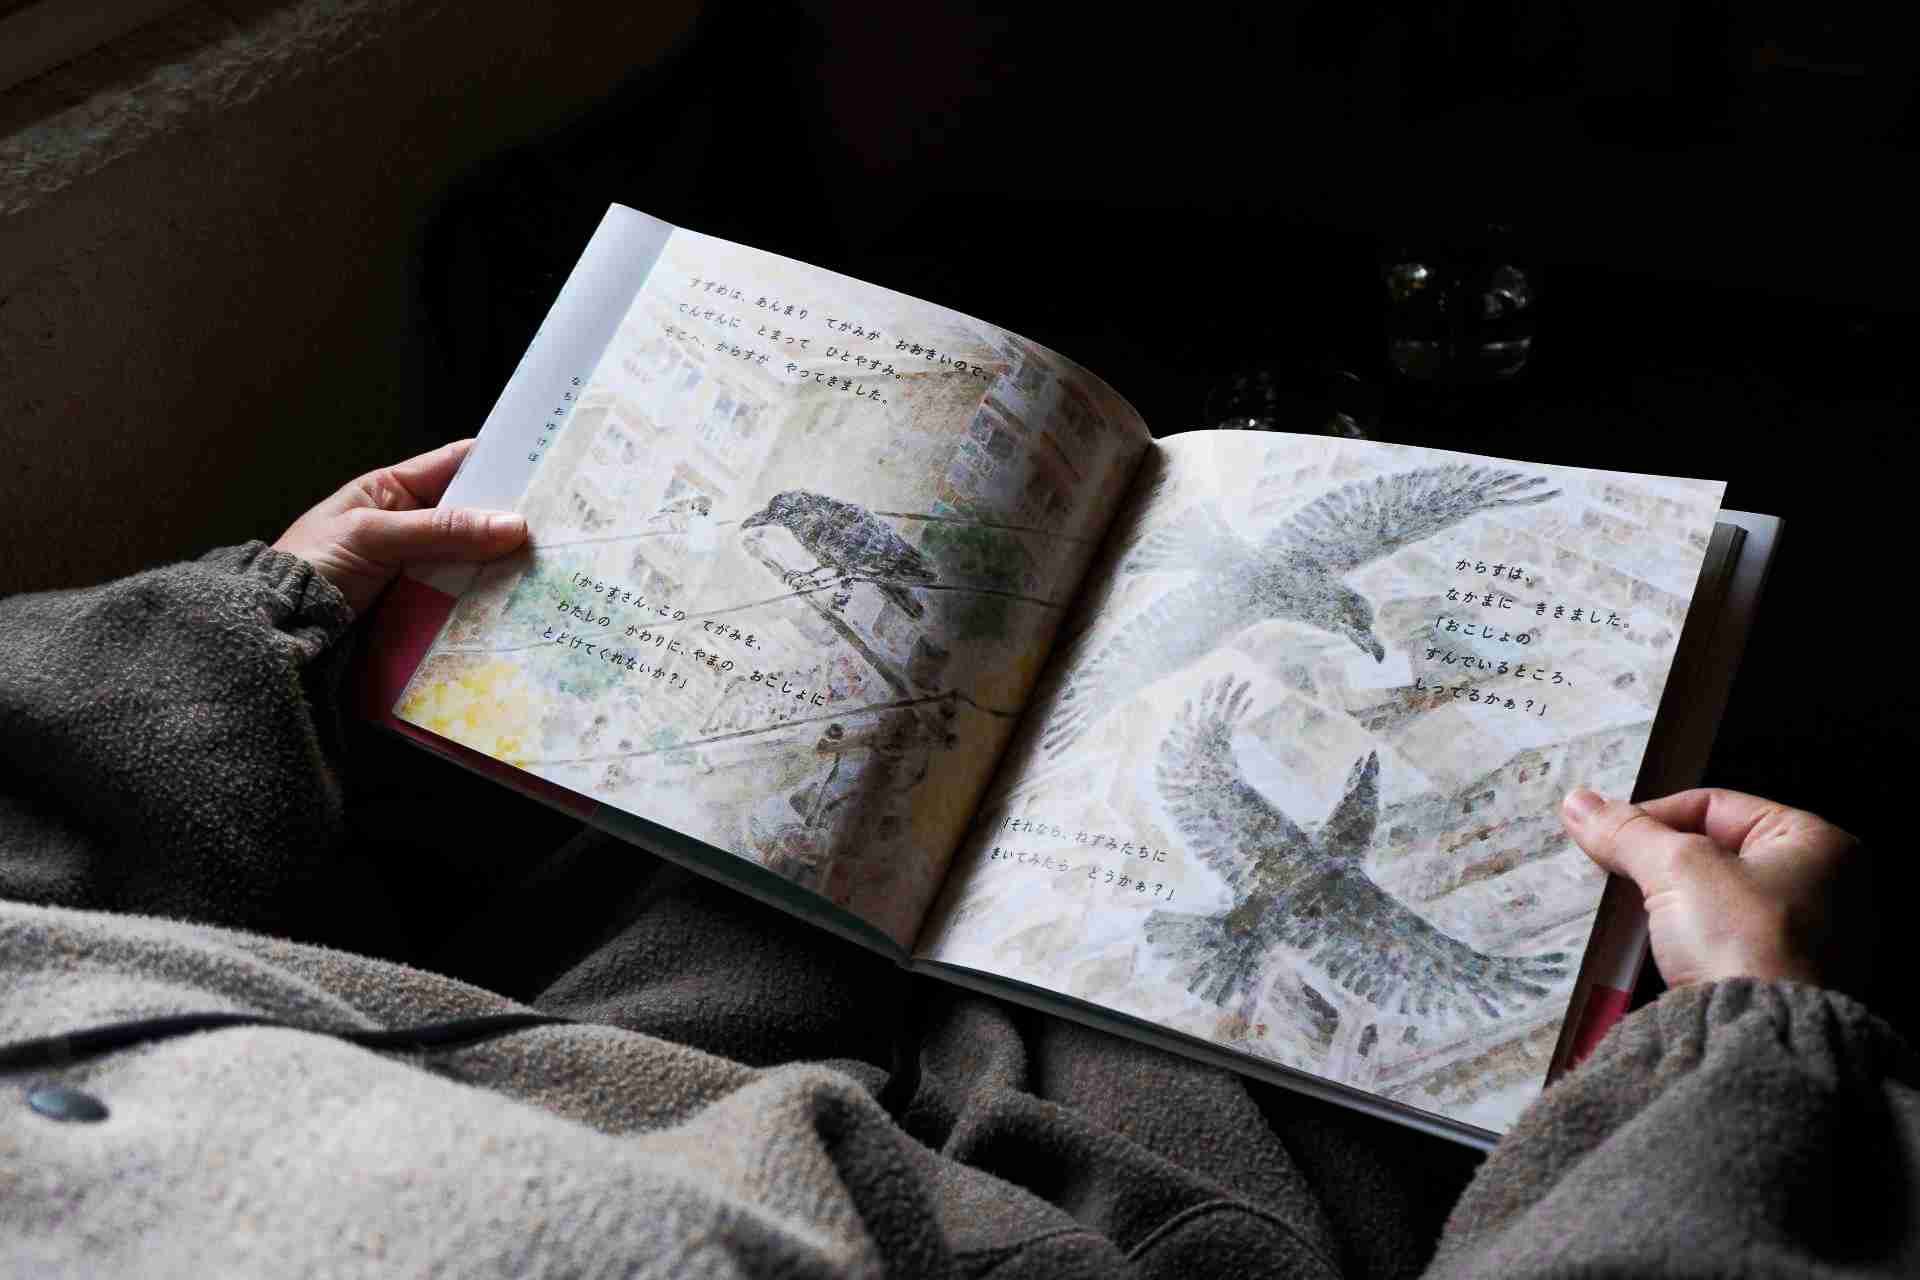 すずめは、あんまり　てがみが　おおきいので、
でんせんに　とまって　ひとやすみ。
そこへ、からすが　やってきました。
「からすさん、この　てがみを、
わたしの　かわりに、やまの　おこじょに
とどけてくれないか？」
からすは、
なかまに　ききました。
「おこじょの
すんでいるところ、
しってるかぁ？」
「それなら、ねずみたちに
きいてみたら　どうかぁ？」